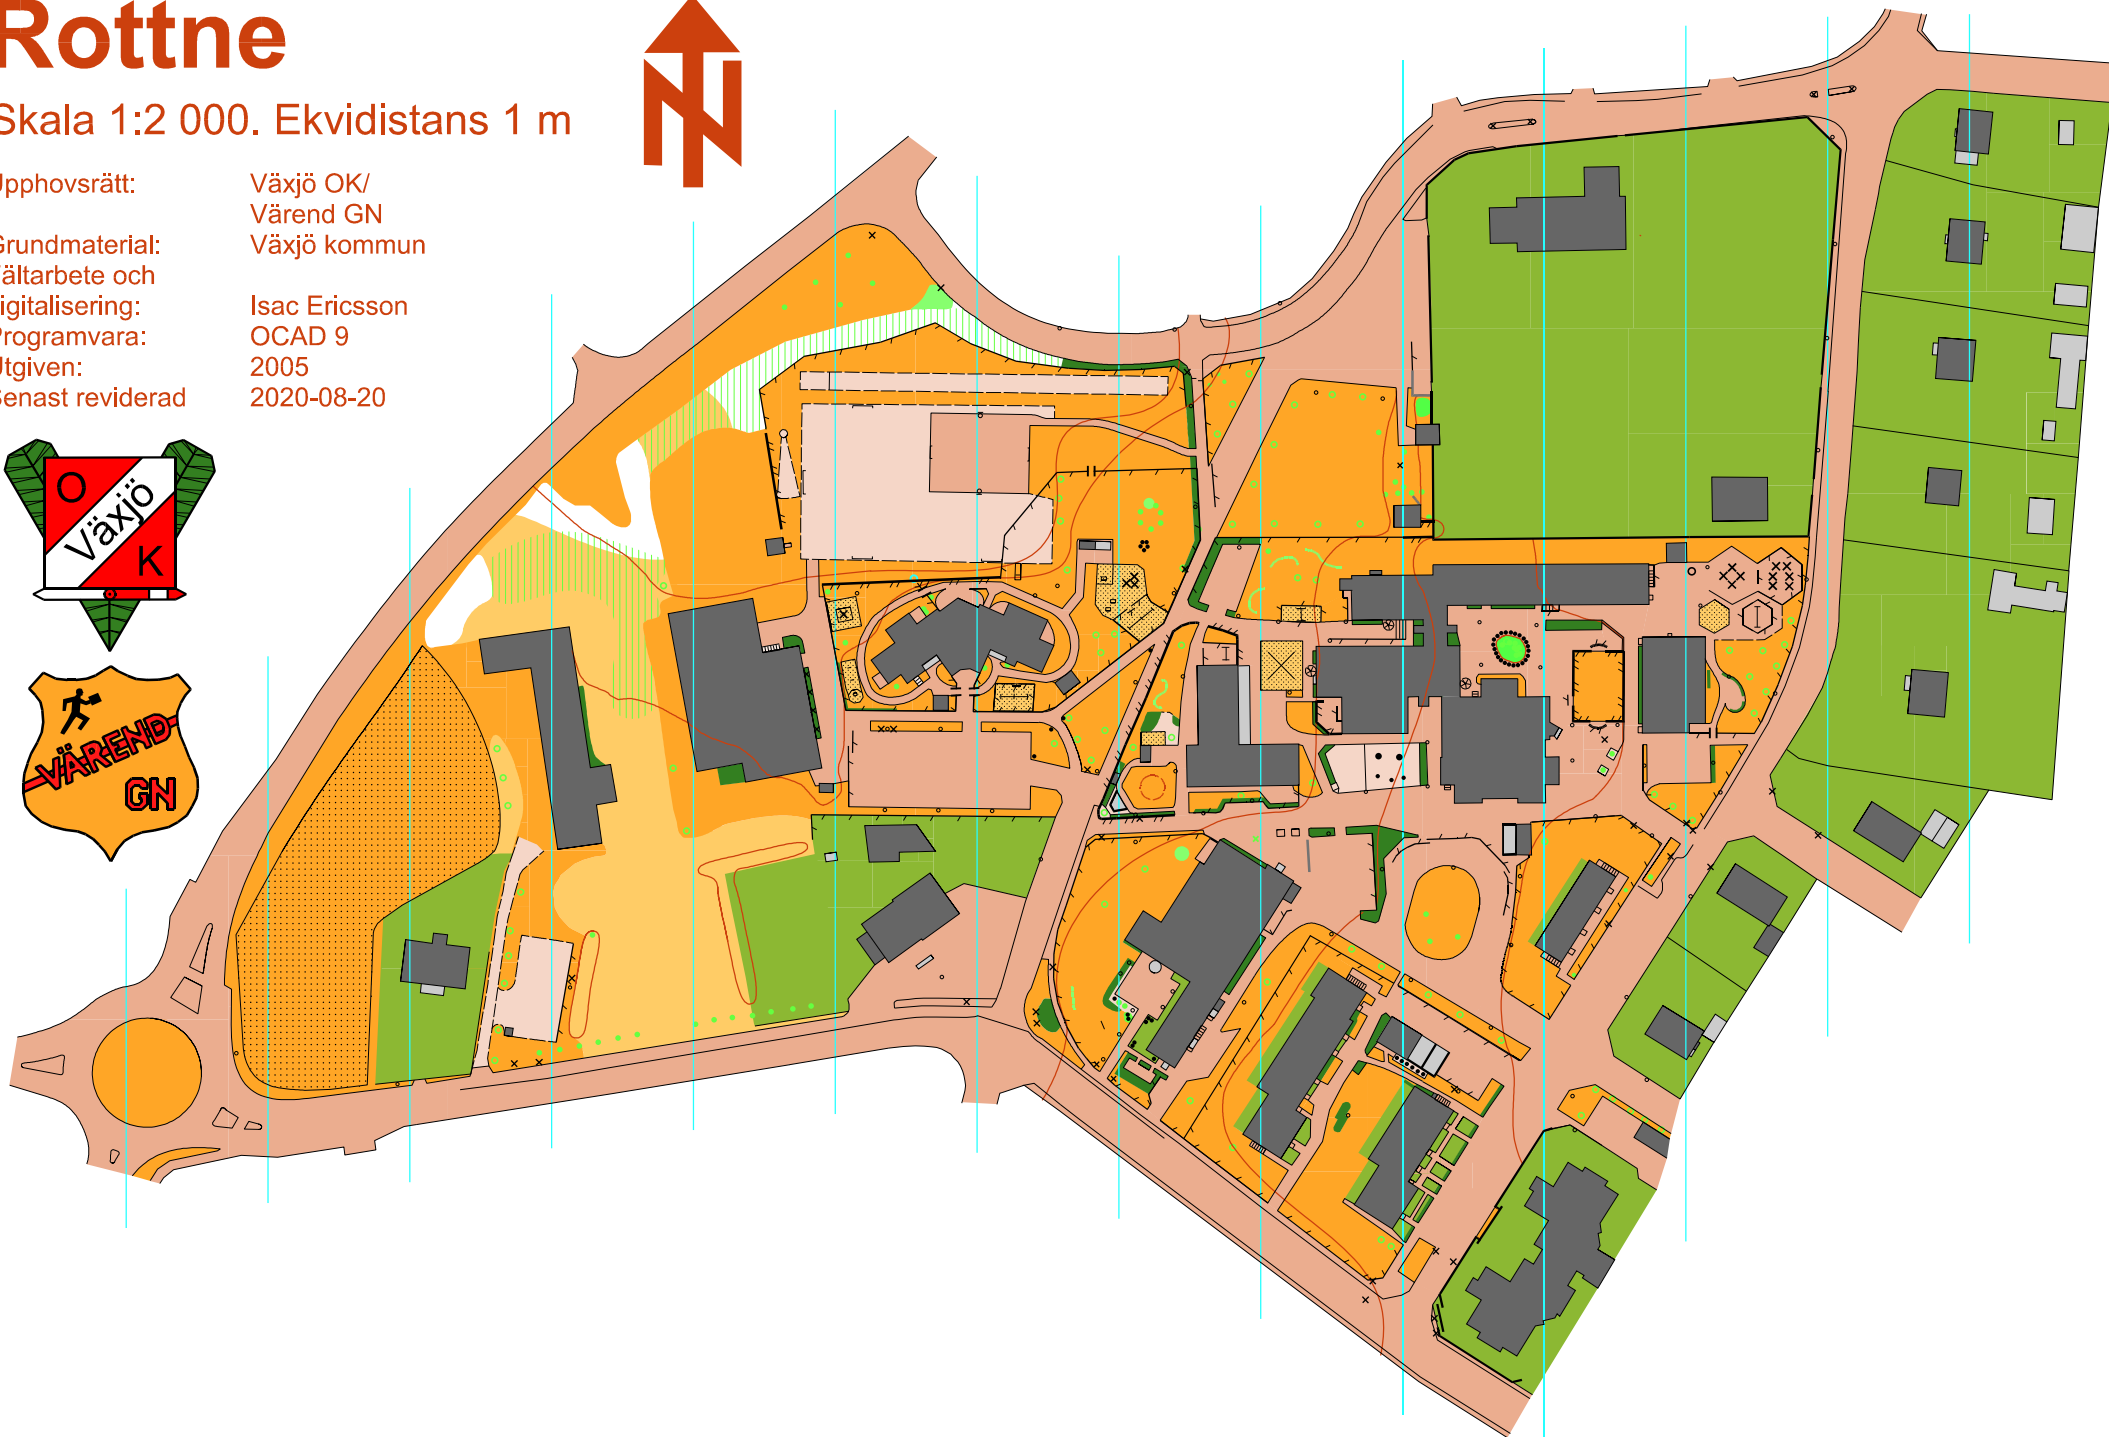 Rottne
Skala 1:2 000. Ekvidistans 1 m
Upphovsrätt: Växjö OK/
Värend GN
Grundmaterial: Växjö kommun
Fältarbete och
digitalisering: Isac Ericsson
Programvara: OCAD 9
Utgiven: 2005
Senast reviderad 2020-08-20
O
Växjö
K
VÄREND
GN